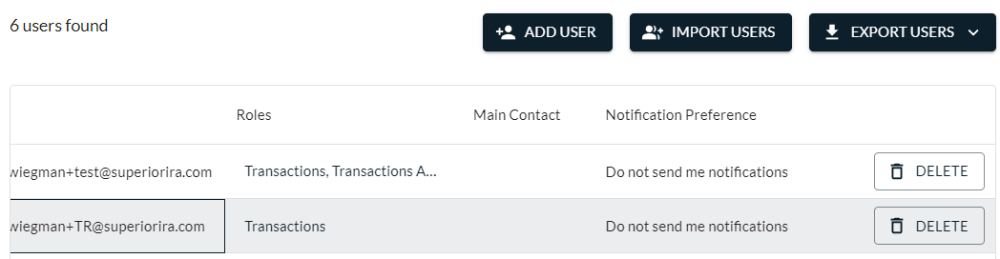 6 users found
ADD USER
IMPORT USERS
EXPORT USERS
Roles Main Contact Notification Preference
wiegman+test@superiorira.com Transactions, Transactions A... Do not send me notifications DELETE
wiegman+TR@superiorira.com Transactions Do not send me notifications DELETE